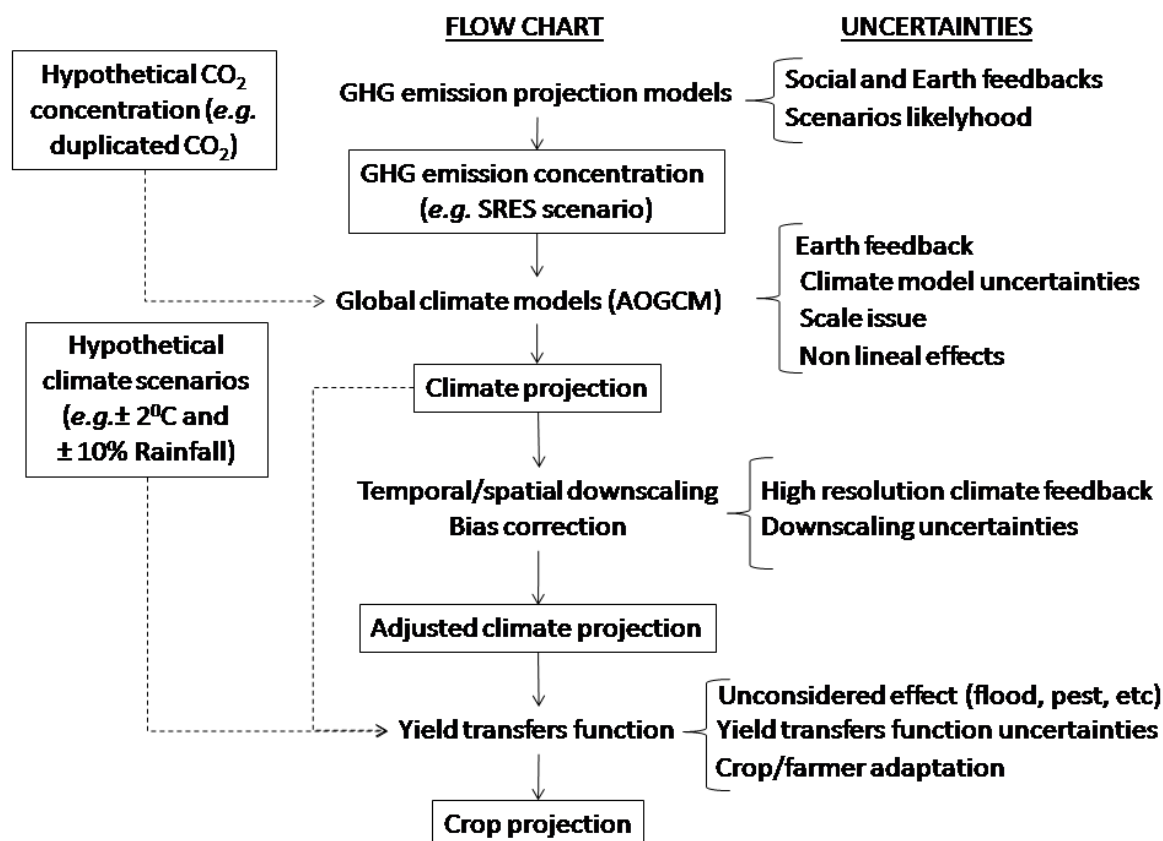 FLOW CHART
UNCERTAINTIES
Hypothetical CO₂
concentration (e.g.
duplicated CO₂)
GHG emission projection models
Social and Earth feedbacks
Scenarios likelyhood
GHG emission concentration
(e.g. SRES scenario)
Global climate models (AOGCM)
Earth feedback
Climate model uncertainties
Scale issue
Non lineal effects
Hypothetical
climate scenarios
(e.g.± 2⁰C and
± 10% Rainfall)
Climate projection
Temporal/spatial downscaling
Bias correction
High resolution climate feedback
Downscaling uncertainties
Adjusted climate projection
Yield transfers function
Unconsidered effect (flood, pest, etc)
Yield transfers function uncertainties
Crop/farmer adaptation
Crop projection